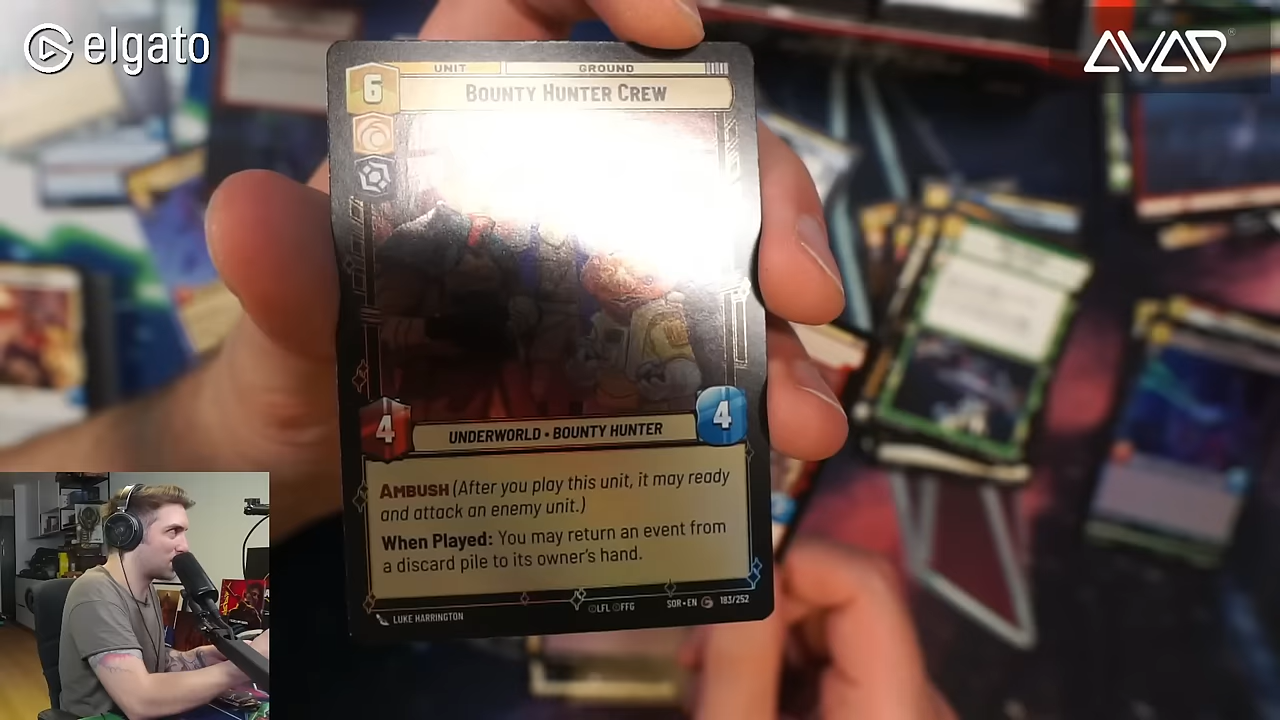 elgato
AVAD
UNIT GROUND
6
BOUNTY HUNTER CREW
4
4
UNDERWORLD • BOUNTY HUNTER
AMBUSH (After you play this unit, it may ready
and attack an enemy unit.)
When Played: You may return an event from
a discard pile to its owner's hand.
LUKE HARRINGTON
©LFL ©FFG
SOR • EN C 183/252